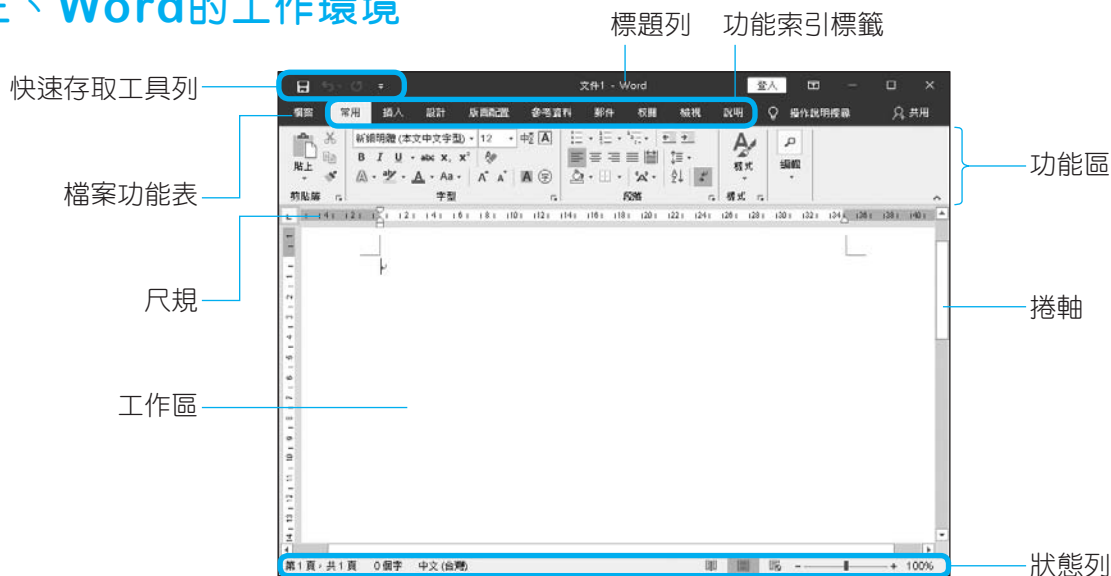 、Word的工作環境
標題列 功能索引標籤
快速存取工具列
文件1 - Word 登入
檔案 常用 插入 設計 版面配置 參考資料 郵件 校閱 檢視 說明 操作說明搜尋 共用
新細明體 (本文中文字型) 12
B I U abc x₂ x²
貼上 樣式 編輯
剪貼簿 字型 段落 樣式
功能區
檔案功能表
尺規
捲軸
工作區
第1頁,共1頁 0個字 中文(台灣) - + 100%
狀態列